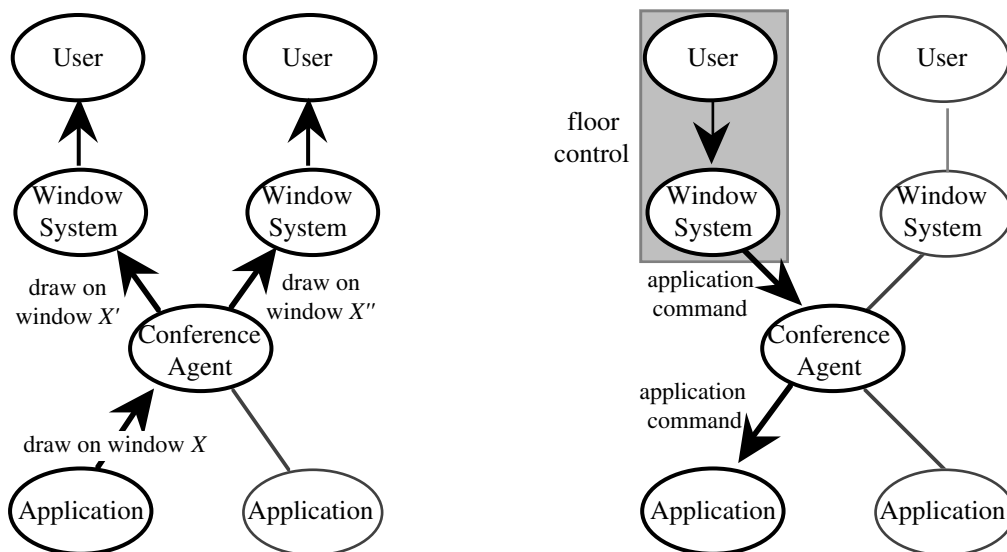 User
User
Window
System
Window
System
draw on
window X'
draw on
window X''
Conference
Agent
draw on window X
Application
Application
floor
control
User
User
Window
System
Window
System
application
command
Conference
Agent
application
command
Application
Application